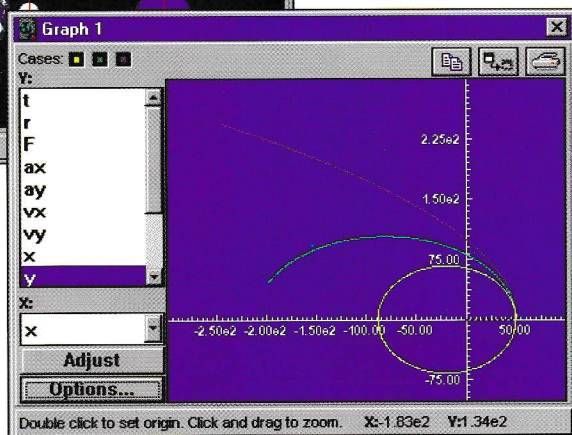 Graph 1
Cases:
Y:
t
r
F
ax
ay
vx
vy
x
y
X:
x
Adjust
Options...
2.25e2
1.50e2
75.00
-2.50e2 -2.00e2 -1.50e2 -100.00 -50.00 50.00
-75.00
Double click to set origin. Click and drag to zoom. X:-1.83e2 Y:1.34e2